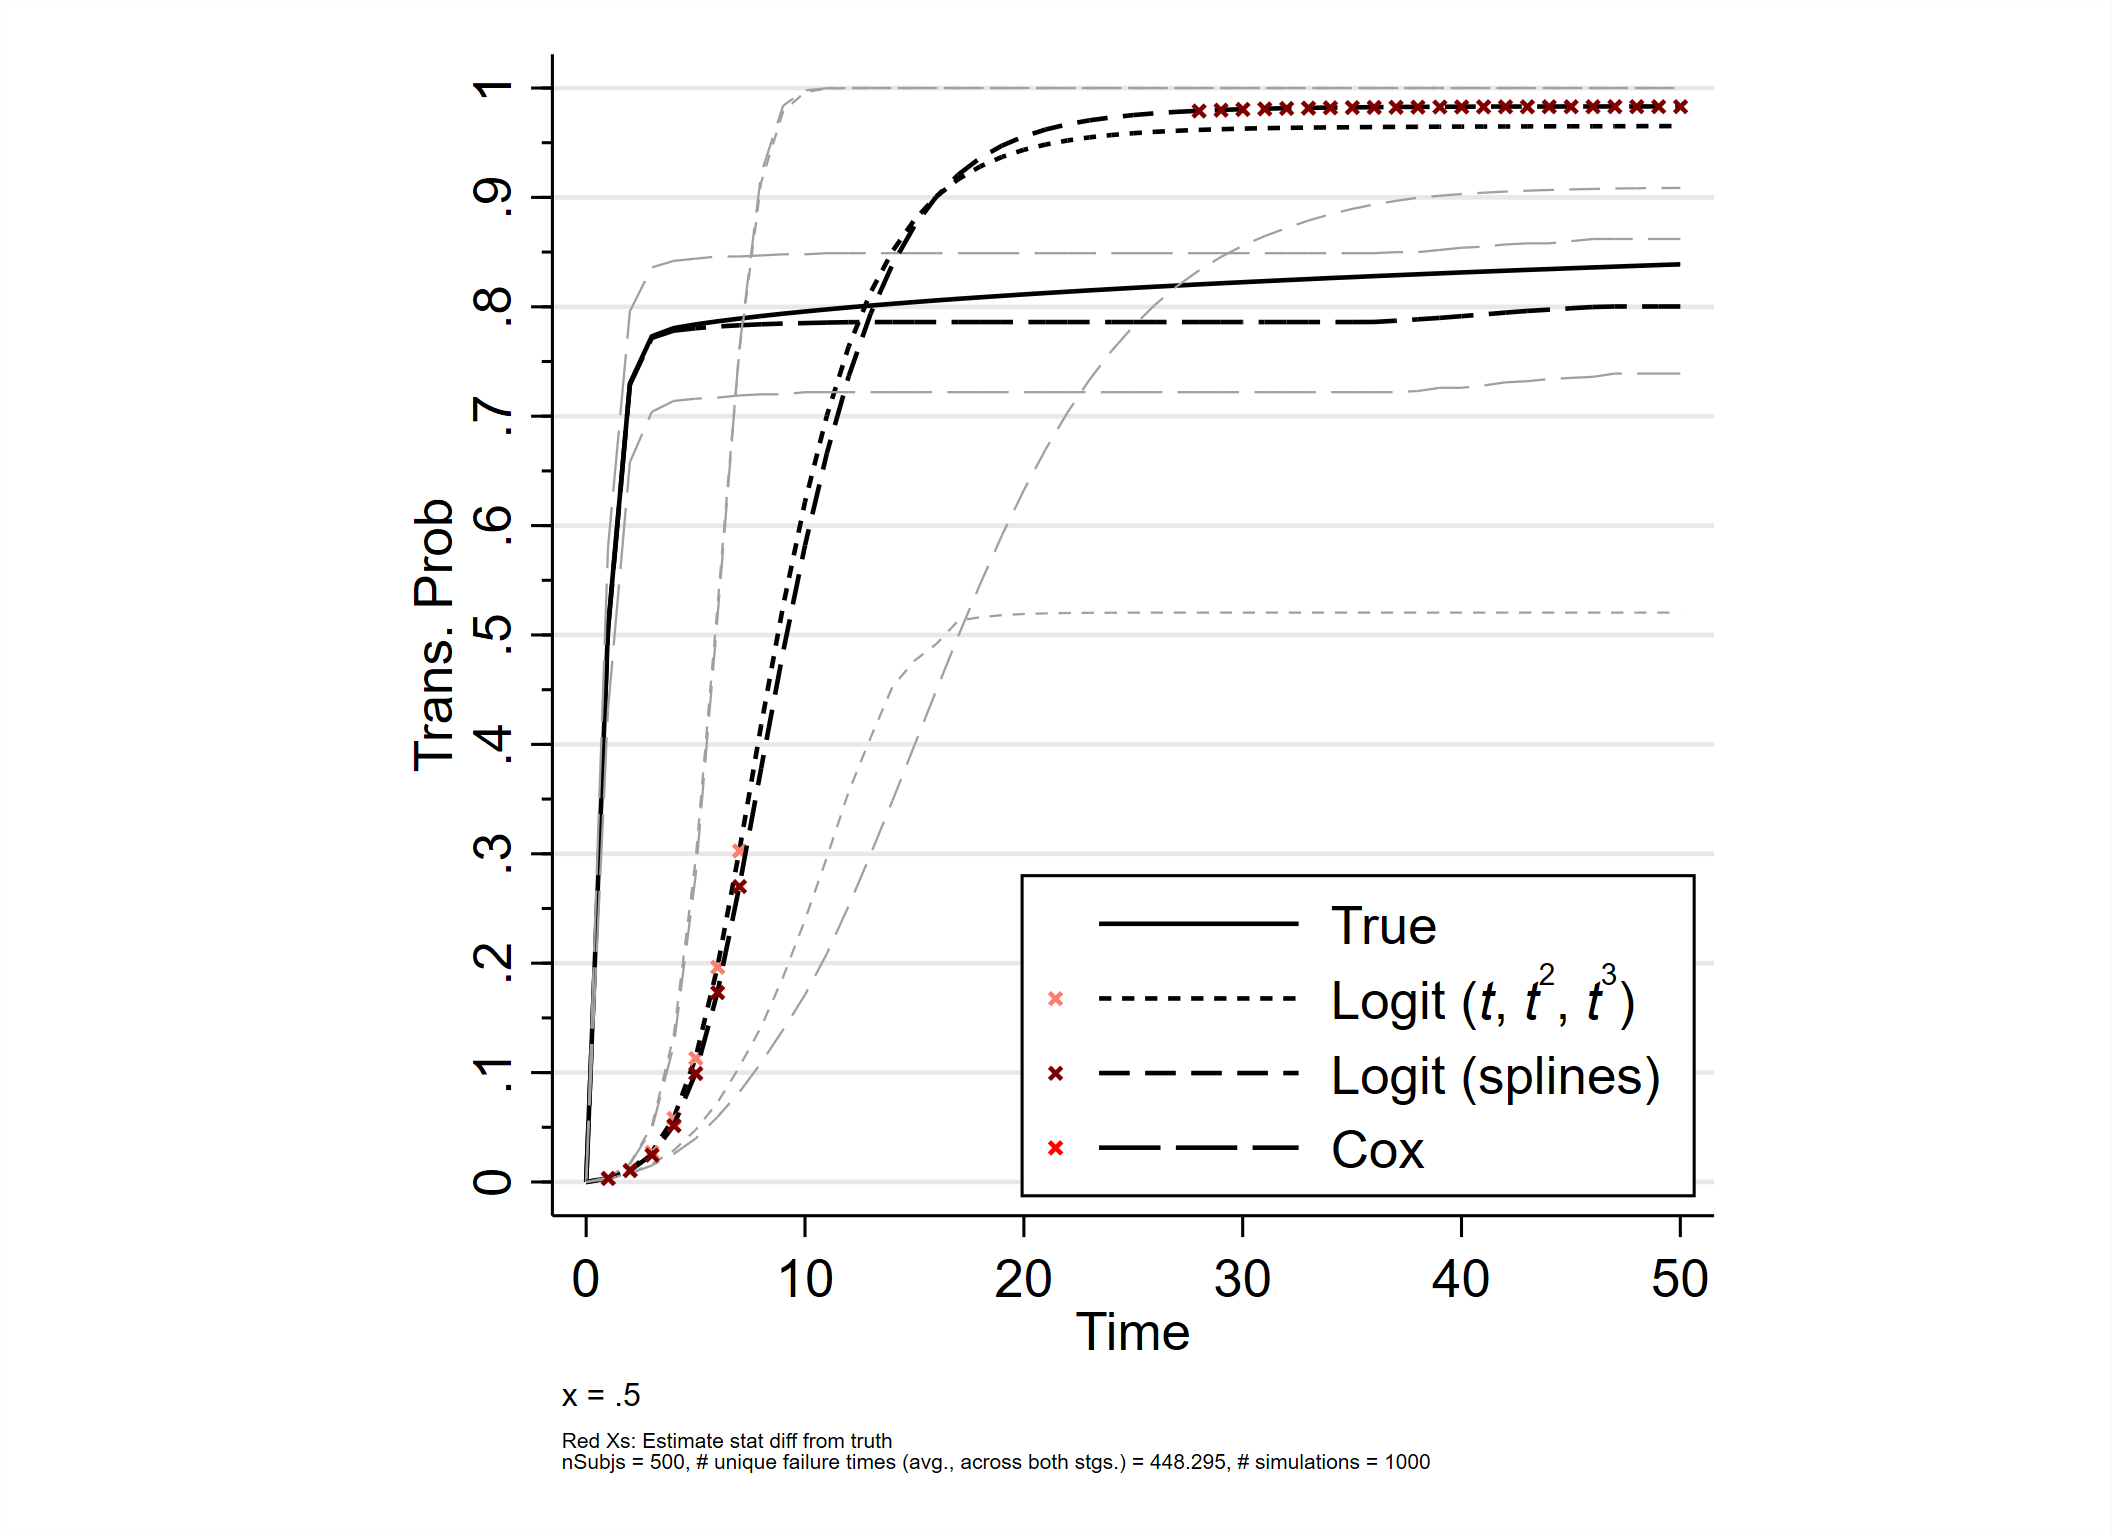 1
.9
.8
.7
.6
.5
.4
.3
.2
.1
0
Trans. Prob
True
Logit (t, t², t³)
Logit (splines)
Cox
0 10 20 30 40 50
Time
x = .5
Red Xs: Estimate stat diff from truth
nSubjs = 500, # unique failure times (avg., across both stgs.) = 448.295, # simulations = 1000